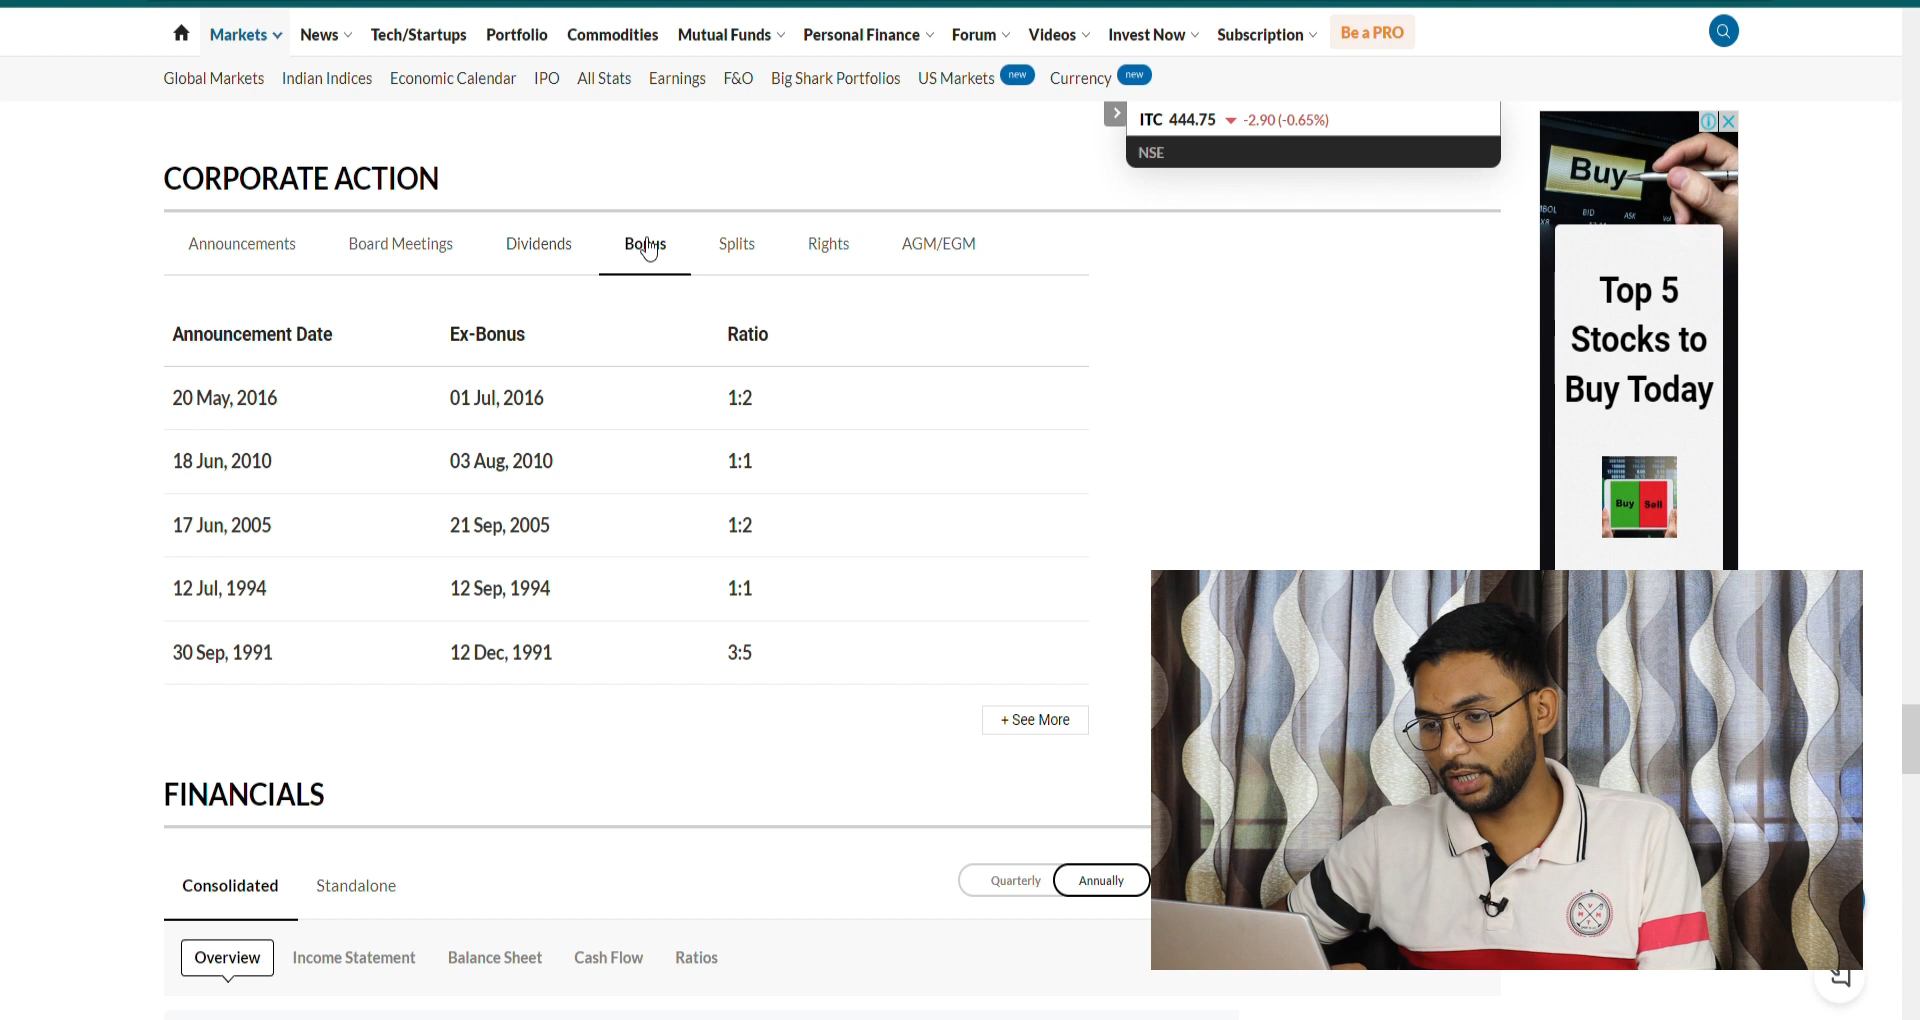 Markets News Tech/Startups Portfolio Commodities Mutual Funds Personal Finance Forum Videos Invest Now Subscription Be a PRO
Global Markets Indian Indices Economic Calendar IPO All Stats Earnings F&O Big Shark Portfolios US Markets new Currency new
ITC 444.75 -2.90 (-0.65%)
NSE
CORPORATE ACTION
Announcements Board Meetings Dividends Bonus Splits Rights AGM/EGM
Announcement Date Ex-Bonus Ratio
20 May, 2016 01 Jul, 2016 1:2
18 Jun, 2010 03 Aug, 2010 1:1
17 Jun, 2005 21 Sep, 2005 1:2
12 Jul, 1994 12 Sep, 1994 1:1
30 Sep, 1991 12 Dec, 1991 3:5
+ See More
FINANCIALS
Consolidated Standalone Quarterly Annually
Overview Income Statement Balance Sheet Cash Flow Ratios
Buy
BID ASK Vol
Top 5
Stocks to
Buy Today
Buy Sell